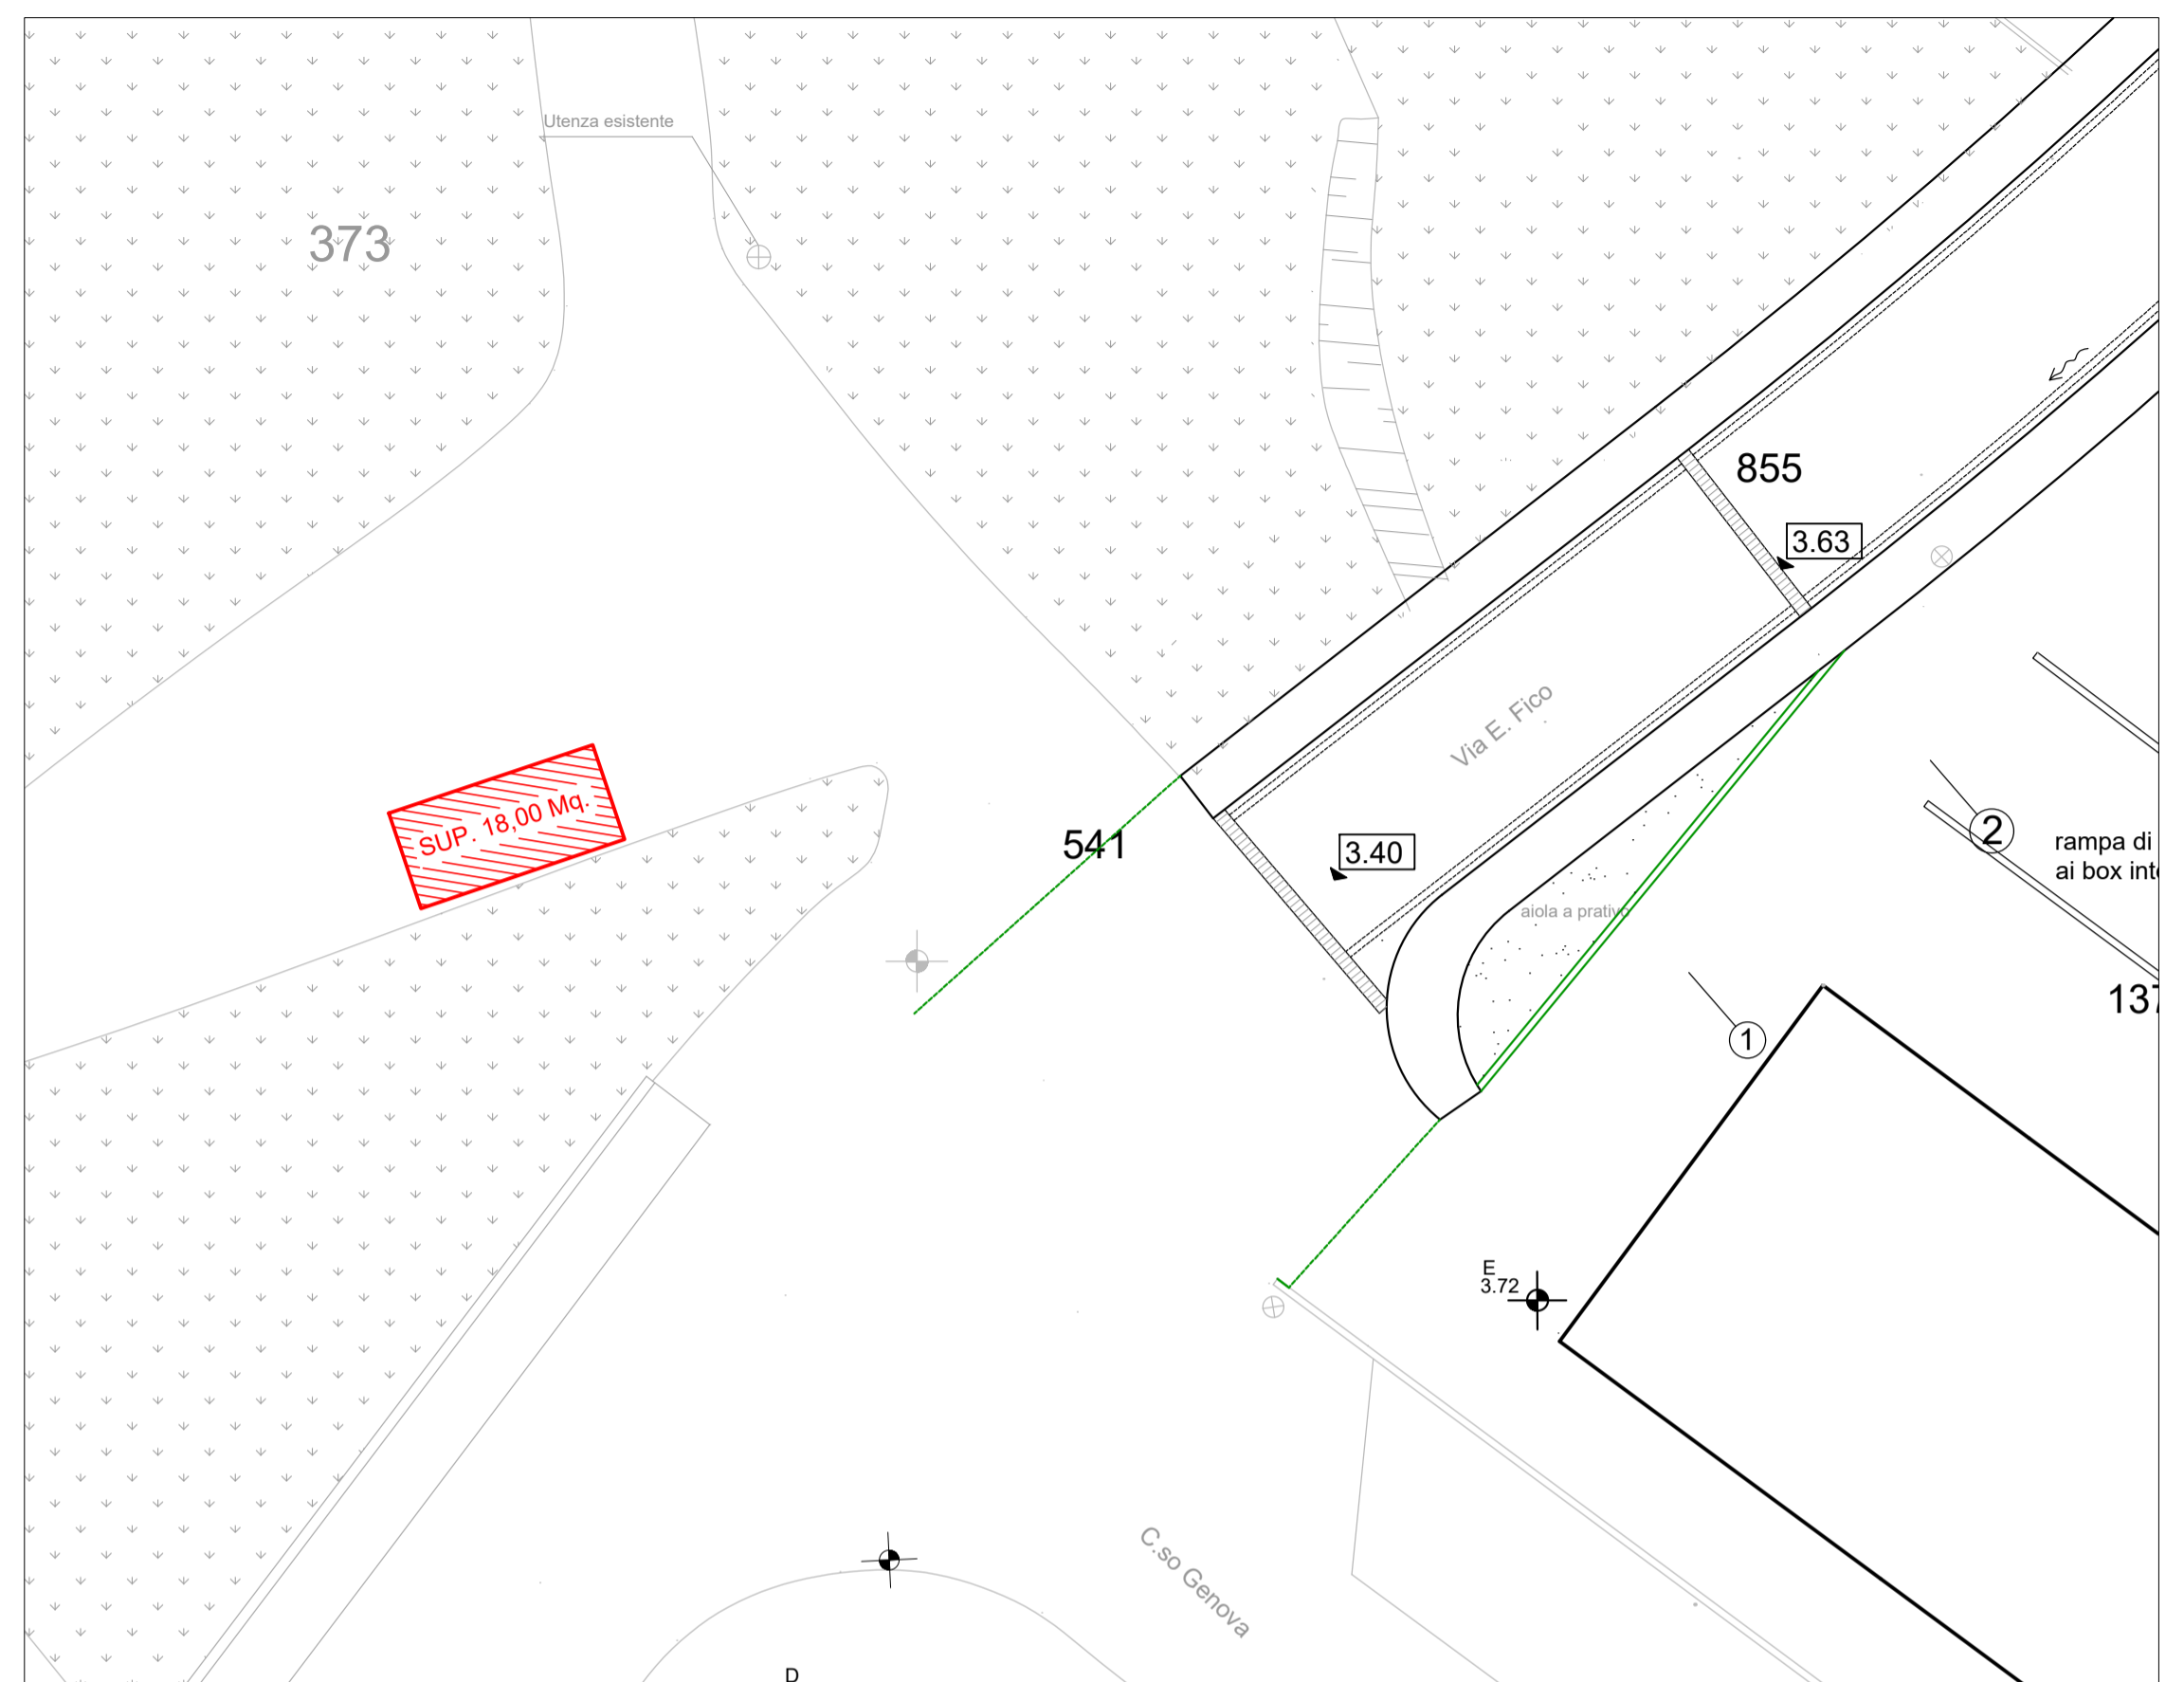 Utenza esistente
373
855
3.63
Via E. Fico
SUP. 18,00 Mq.
541
3.40
2
rampa di
ai box
aiola a prativo
137
1
E
3.72
C.so Genova
D